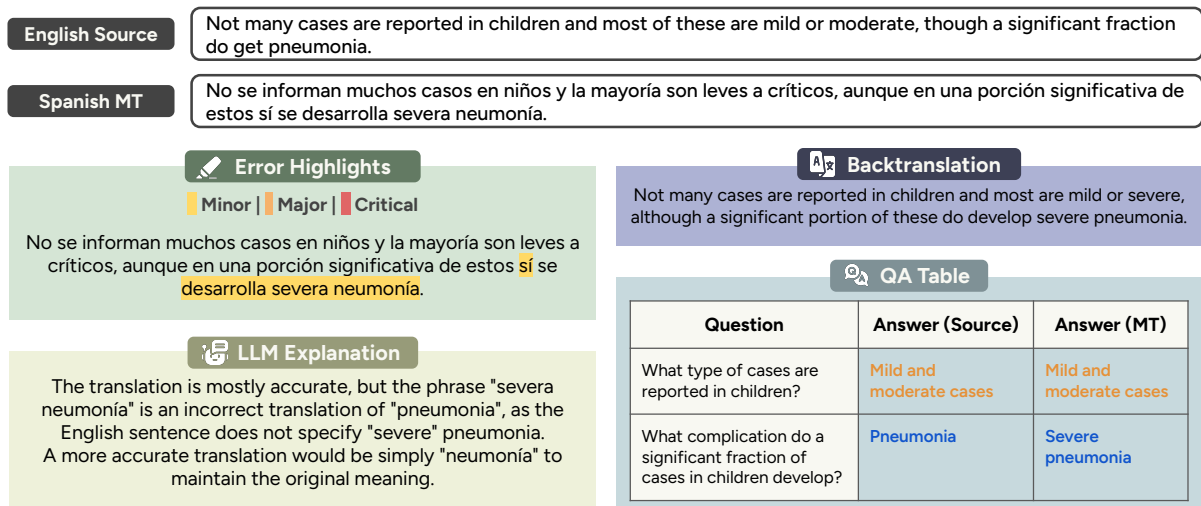 English Source
Not many cases are reported in children and most of these are mild or moderate, though a significant fraction
do get pneumonia.
Spanish MT
No se informan muchos casos en niños y la mayoría son leves a críticos, aunque en una porción significativa de
estos sí se desarrolla severa neumonía.
Error Highlights
Minor | Major | Critical
No se informan muchos casos en niños y la mayoría son leves a
críticos, aunque en una porción significativa de estos sí se
desarrolla severa neumonía.
LLM Explanation
The translation is mostly accurate, but the phrase "severa
neumonía" is an incorrect translation of "pneumonia", as the
English sentence does not specify "severe" pneumonia.
A more accurate translation would be simply "neumonía" to
maintain the original meaning.
Backtranslation
Not many cases are reported in children and most are mild or severe,
although a significant portion of these do develop severe pneumonia.
QA Table
Question Answer (Source) Answer (MT)
What type of cases are
reported in children?
Mild and
moderate cases
Mild and
moderate cases
What complication do a
significant fraction of
cases in children develop?
Pneumonia
Severe
pneumonia